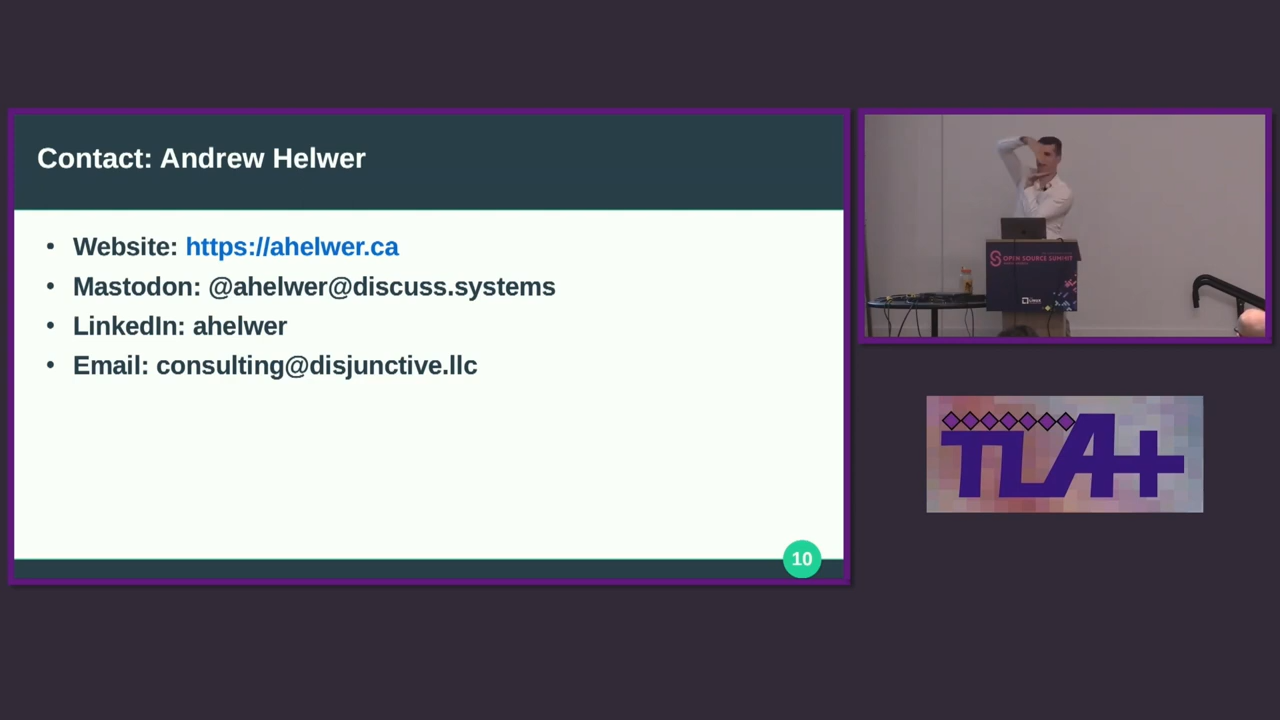 Contact: Andrew Helwer
• Website: https://ahelwer.ca
• Mastodon: @ahelwer@discuss.systems
• LinkedIn: ahelwer
• Email: consulting@disjunctive.llc
10
OPEN SOURCE SUMMIT
TLA+